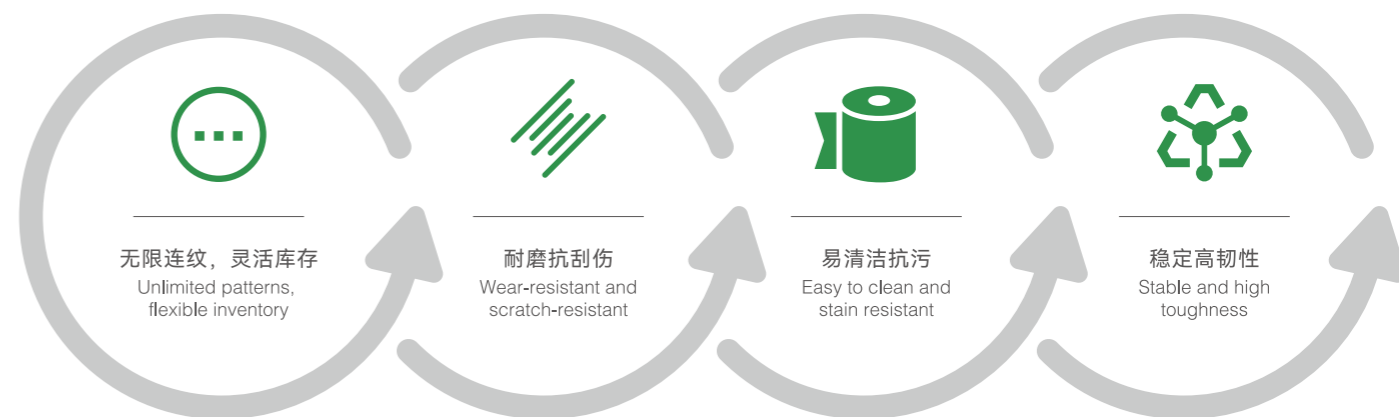 无限连纹，灵活库存
Unlimited patterns,
flexible inventory
耐磨抗刮伤
Wear-resistant and
scratch-resistant
易清洁抗污
Easy to clean and
stain resistant
稳定高韧性
Stable and high
toughness